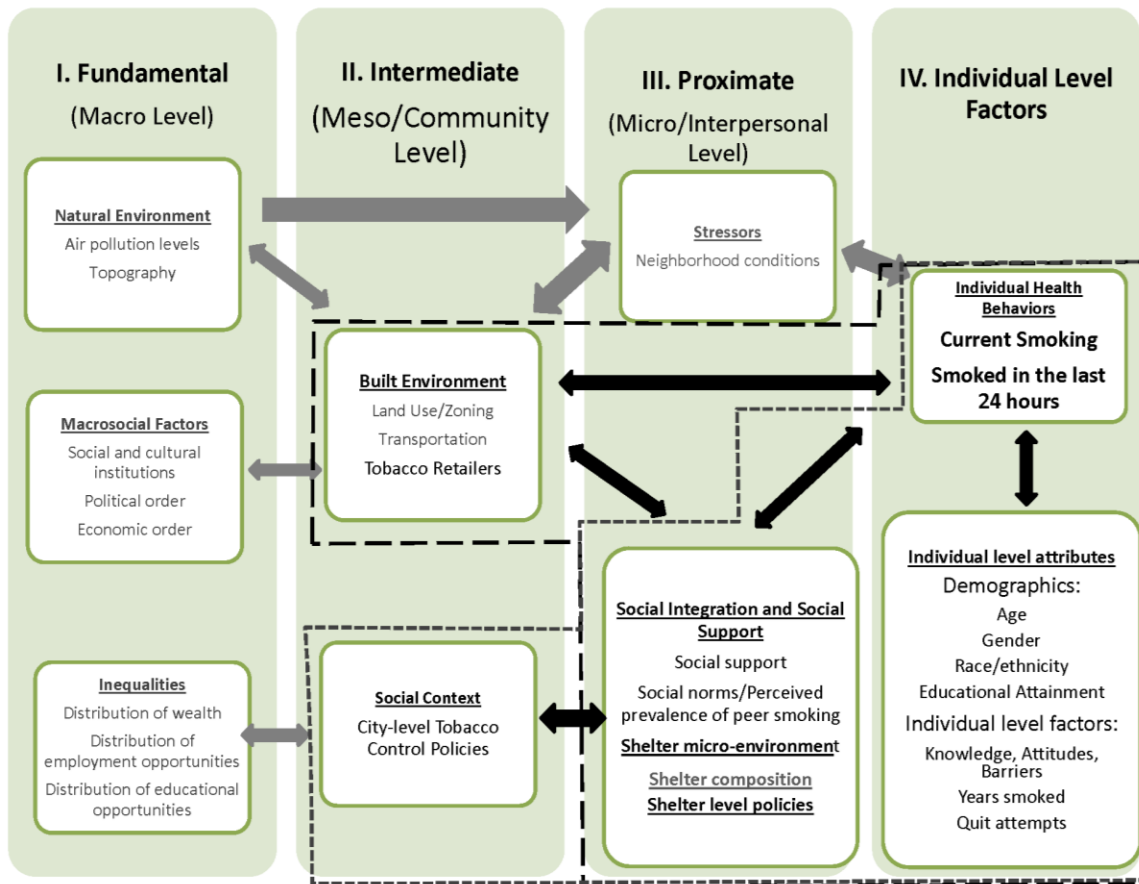 I. Fundamental
(Macro Level)
Natural Environment
Air pollution levels
Topography
Macrosocial Factors
Social and cultural
institutions
Political order
Economic order
Inequalities
Distribution of wealth
Distribution of
employment opportunities
Distribution of educational
opportunities
II. Intermediate
(Meso/Community
Level)
Built Environment
Land Use/Zoning
Transportation
Tobacco Retailers
Social Context
City-level Tobacco
Control Policies
III. Proximate
(Micro/Interpersonal
Level)
Stressors
Neighborhood conditions
Social Integration and Social
Support
Social support
Social norms/Perceived
prevalence of peer smoking
Shelter micro-environment
Shelter composition
Shelter level policies
IV. Individual Level
Factors
Individual Health
Behaviors
Current Smoking
Smoked in the last
24 hours
Individual level attributes
Demographics:
Age
Gender
Race/ethnicity
Educational Attainment
Individual level factors:
Knowledge, Attitudes,
Barriers
Years smoked
Quit attempts